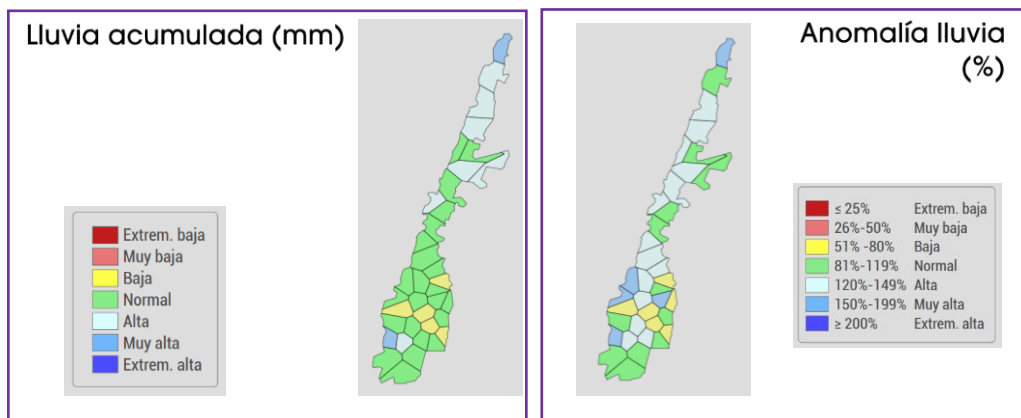 Lluvia acumulada (mm)
Extrem. baja
Muy baja
Baja
Normal
Alta
Muy alta
Extrem. alta
Anomalía lluvia
(%)
≤ 25% Extrem. baja
26%-50% Muy baja
51% -80% Baja
81%-119% Normal
120%-149% Alta
150%-199% Muy alta
≥ 200% Extrem. alta